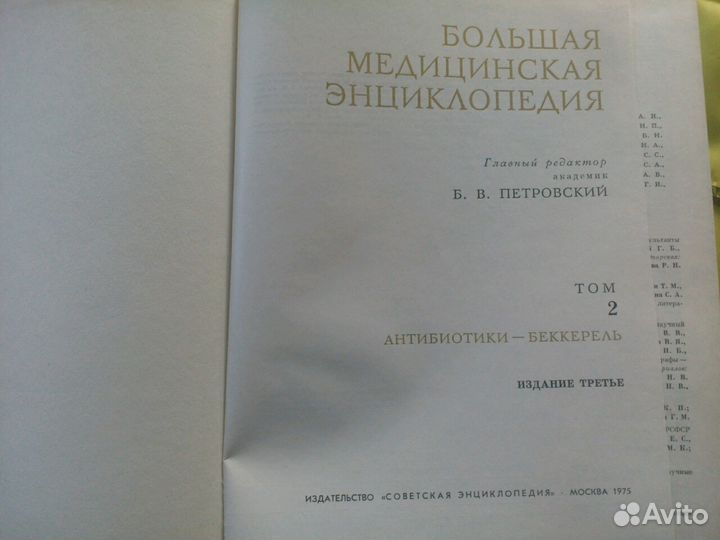 БОЛЬШАЯ
МЕДИЦИНСКАЯ
ЭНЦИКЛОПЕДИЯ
Главный редактор
академик
Б. В. ПЕТРОВСКИЙ
ТОМ
2
АНТИБИОТИКИ — БЕККЕРЕЛЬ
ИЗДАНИЕ ТРЕТЬЕ
ИЗДАТЕЛЬСТВО «СОВЕТСКАЯ ЭНЦИКЛОПЕДИЯ» · МОСКВА 1975
А. Н.,
Н П.,
В. Н.
Н. А.,
С. С.,
С. А.,
А. В.,
Г. Н.,
Г. Б.,
Р. Н.
и Т. М.,
С. А.
В. В.,
В. Я.,
Н. Б.,
Н. В.
Н. В.,
К. Н.;
Г. М.
Е. С.,
М. К.;
Avito